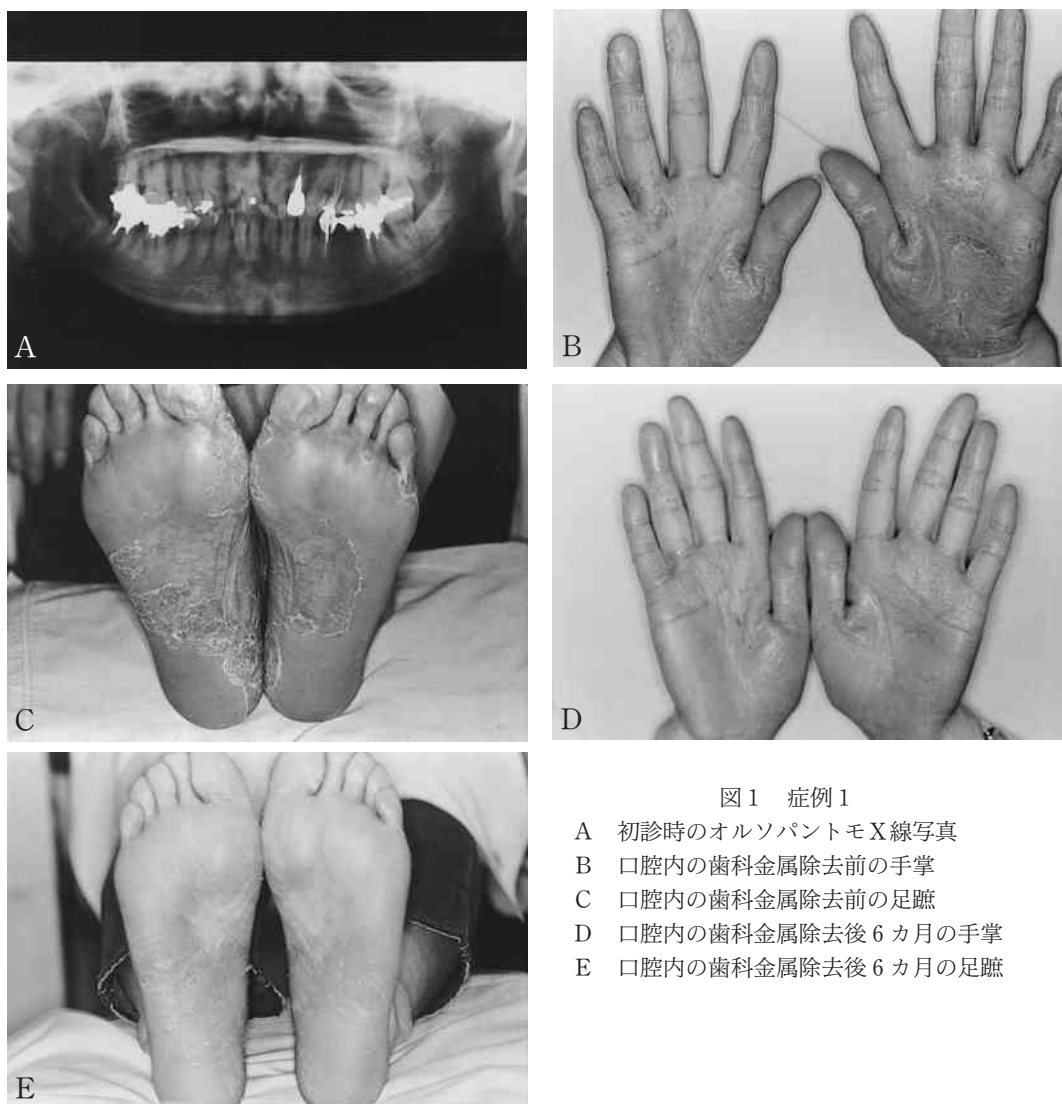 A
B
C
D
E
図1 症例1
A 初診時のオルソパントモX線写真
B 口腔内の歯科金属除去前の手掌
C 口腔内の歯科金属除去前の足蹠
D 口腔内の歯科金属除去後6カ月の手掌
E 口腔内の歯科金属除去後6カ月の足蹠